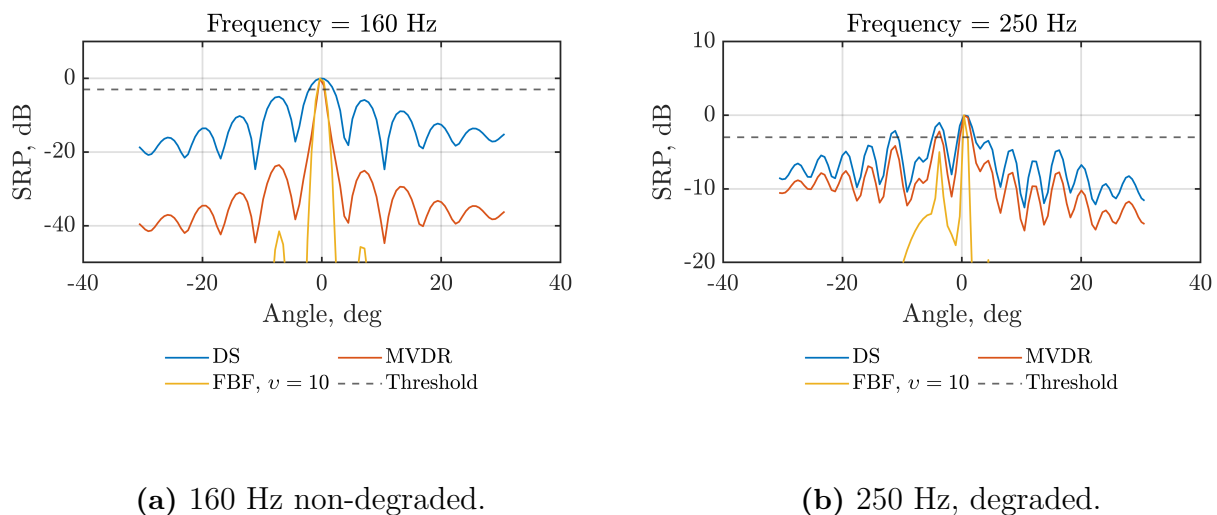 Frequency = 160 Hz
SRP, dB
0
-20
-40
-40
-20
0
20
40
Angle, deg
DS
MVDR
FBF, υ = 10
Threshold
(a) 160 Hz non-degraded.
Frequency = 250 Hz
SRP, dB
10
0
-10
-20
-40
-20
0
20
40
Angle, deg
DS
MVDR
FBF, υ = 10
Threshold
(b) 250 Hz, degraded.